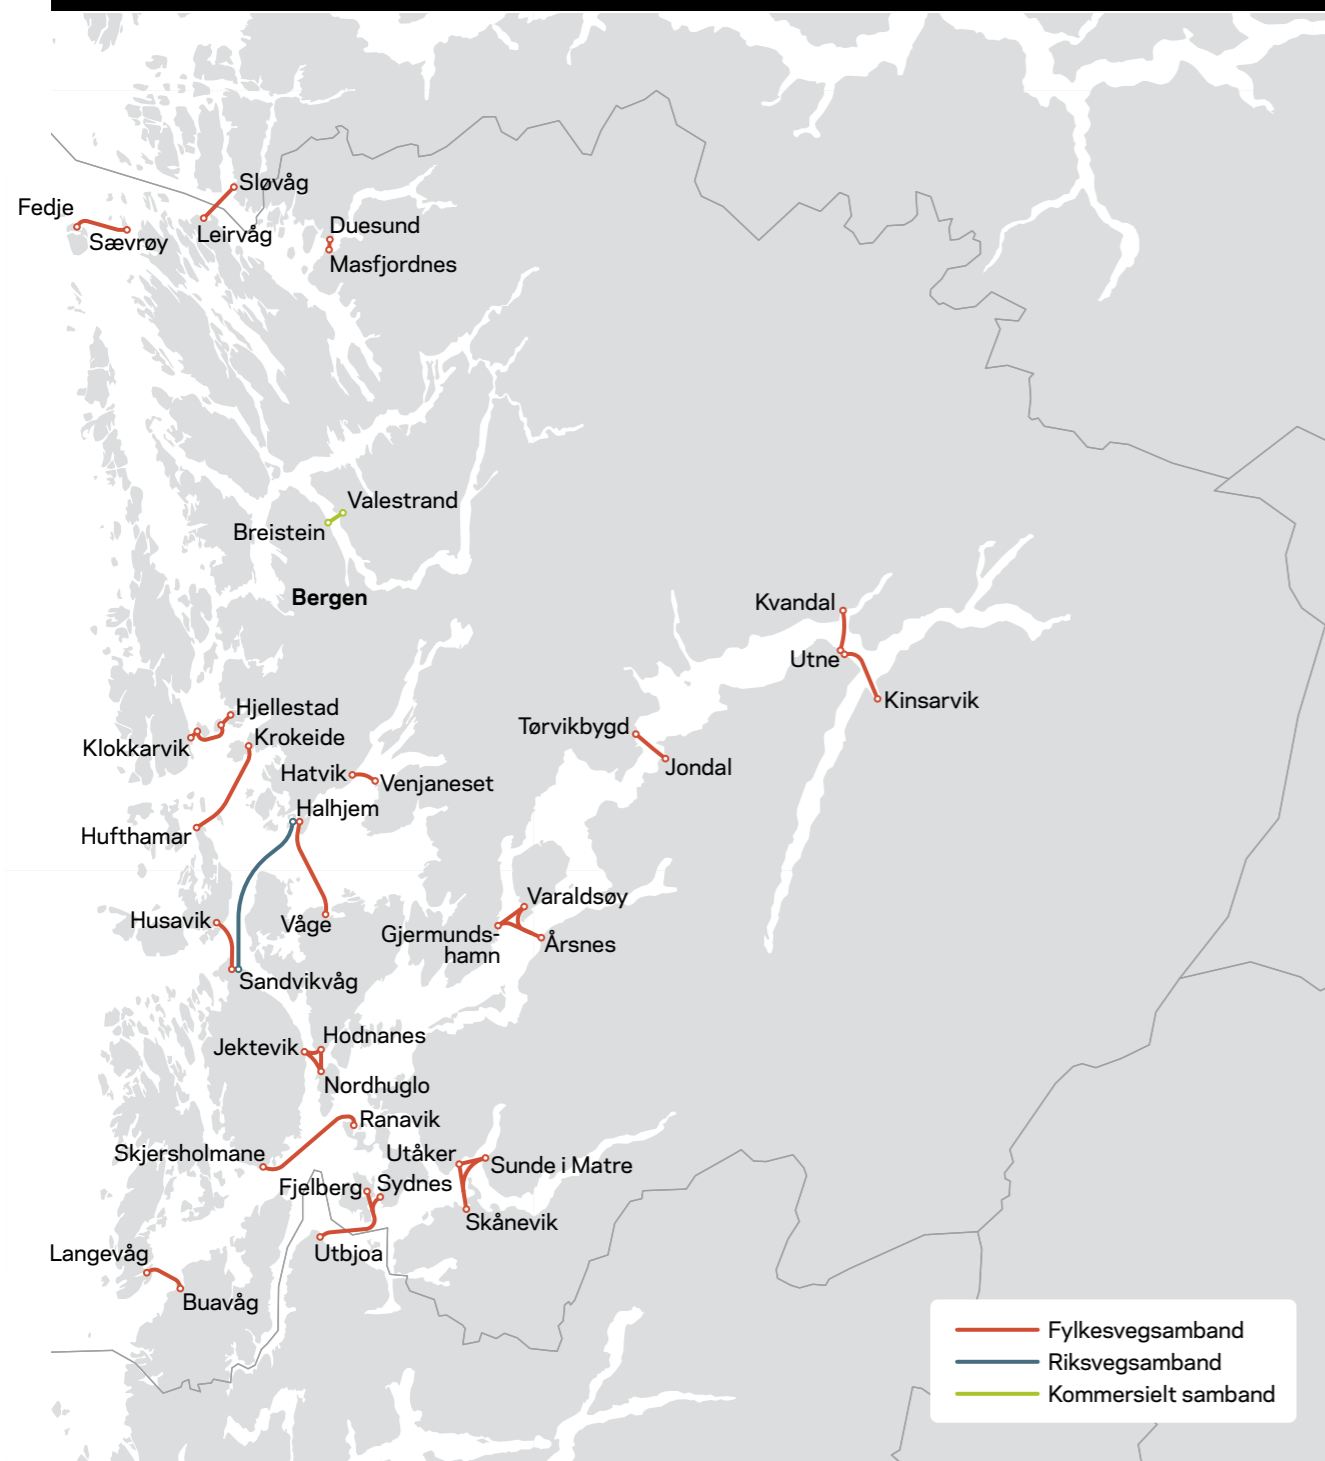 Sløvåg
Fedje
Leirvåg
Sævrøy
Duesund
Masfjordnes
Valestrand
Breistein
Bergen
Kvandal
Utne
Kinsarvik
Hjellestad
Klokkarvik
Krokeide
Tørvikbygd
Jondal
Hatvik
Venjaneset
Halhjem
Hufthamar
Varaldsøy
Husavik
Våge
Gjermunds-
hamn
Årsnes
Sandvikvåg
Hodnanes
Jektevik
Nordhuglo
Ranavik
Skjersholmane
Utåker
Sunde i Matre
Fjelberg
Sydnes
Skånevik
Utbjoa
Langevåg
Buavåg
Fylkesvegsamband
Riksvegsamband
Kommersielt samband